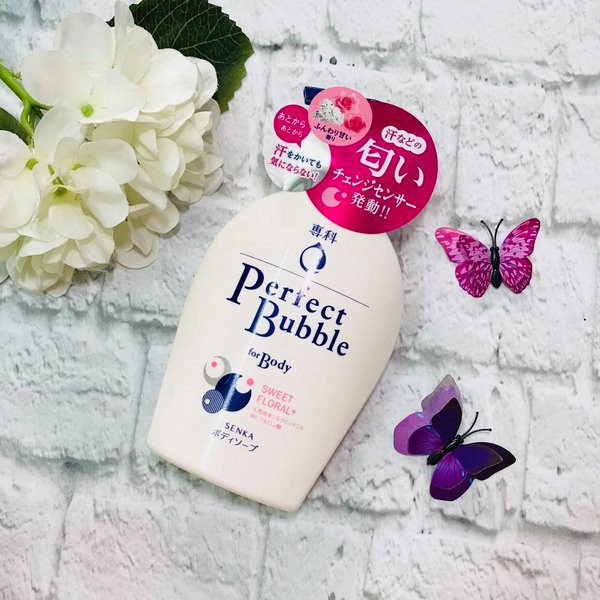 あとから
あとから
汗をかいても
気にならない!
ふんわり甘い
香り
汗などの
匂い
チェンジセンサー
発動!!
専科
Perfect
Bubble
for Body
SWEET
FLORAL+
SENKA
ボディソープ